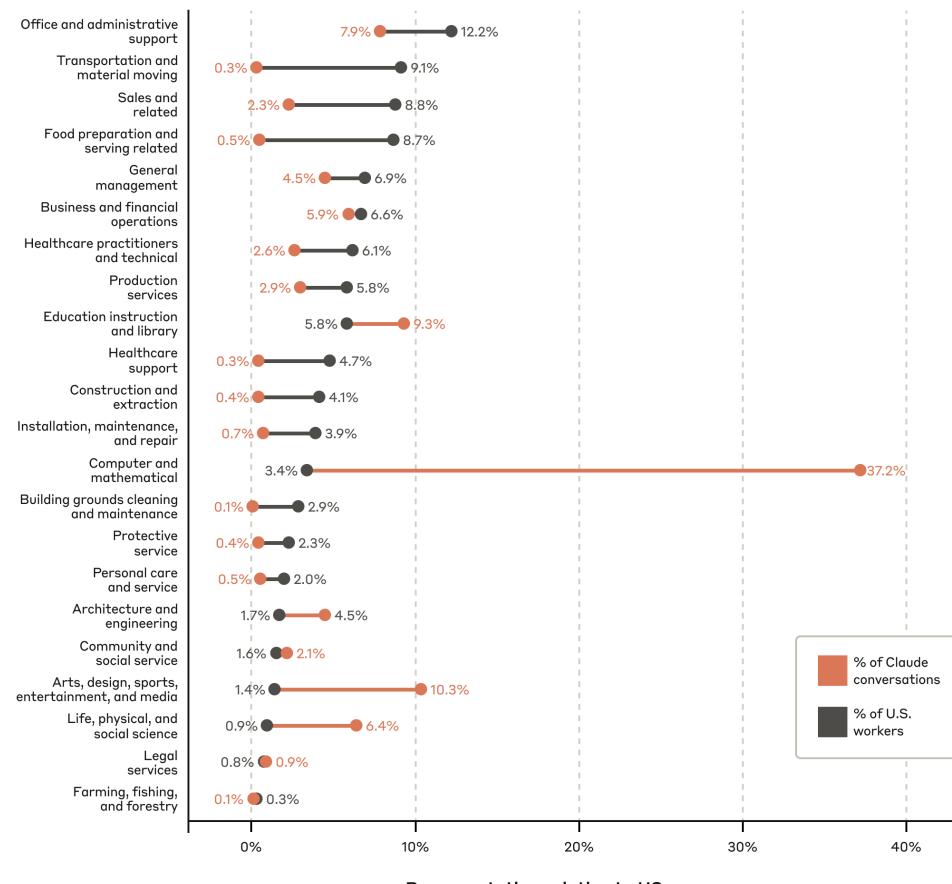 Office and administrative
support
7.9%
12.2%
Transportation and
material moving
0.3%
9.1%
Sales and
related
2.3%
8.8%
Food preparation and
serving related
0.5%
8.7%
General
management
4.5%
6.9%
Business and financial
operations
5.9%
6.6%
Healthcare practitioners
and technical
2.6%
6.1%
Production
services
2.9%
5.8%
Education instruction
and library
5.8%
9.3%
Healthcare
support
0.3%
4.7%
Construction and
extraction
0.4%
4.1%
Installation, maintenance,
and repair
0.7%
3.9%
Computer and
mathematical
3.4%
37.2%
Building grounds cleaning
and maintenance
0.1%
2.9%
Protective
service
0.4%
2.3%
Personal care
and service
0.5%
2.0%
Architecture and
engineering
1.7%
4.5%
Community and
social service
1.6%
2.1%
Arts, design, sports,
entertainment, and media
1.4%
10.3%
Life, physical, and
social science
0.9%
6.4%
Legal
services
0.8%
0.9%
Farming, fishing,
and forestry
0.1%
0.3%
% of Claude
conversations
% of U.S.
workers
0%
10%
20%
30%
40%